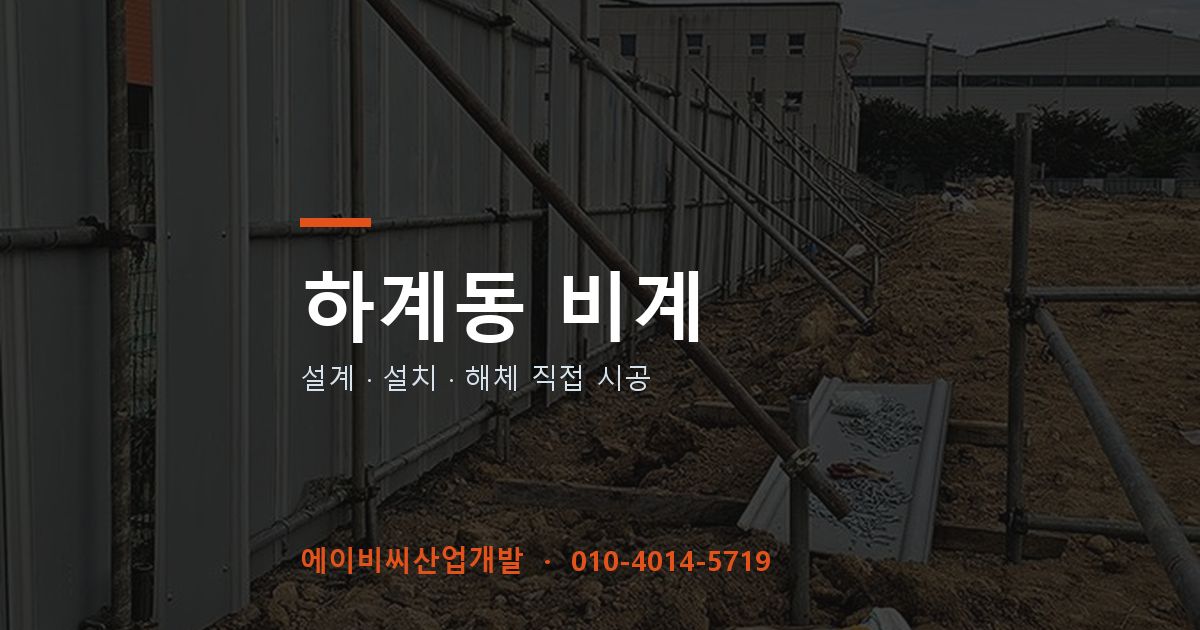 하계동 비계
설계 · 설치 · 해체 직접 시공
에이비씨산업개발 · 010-4014-5719